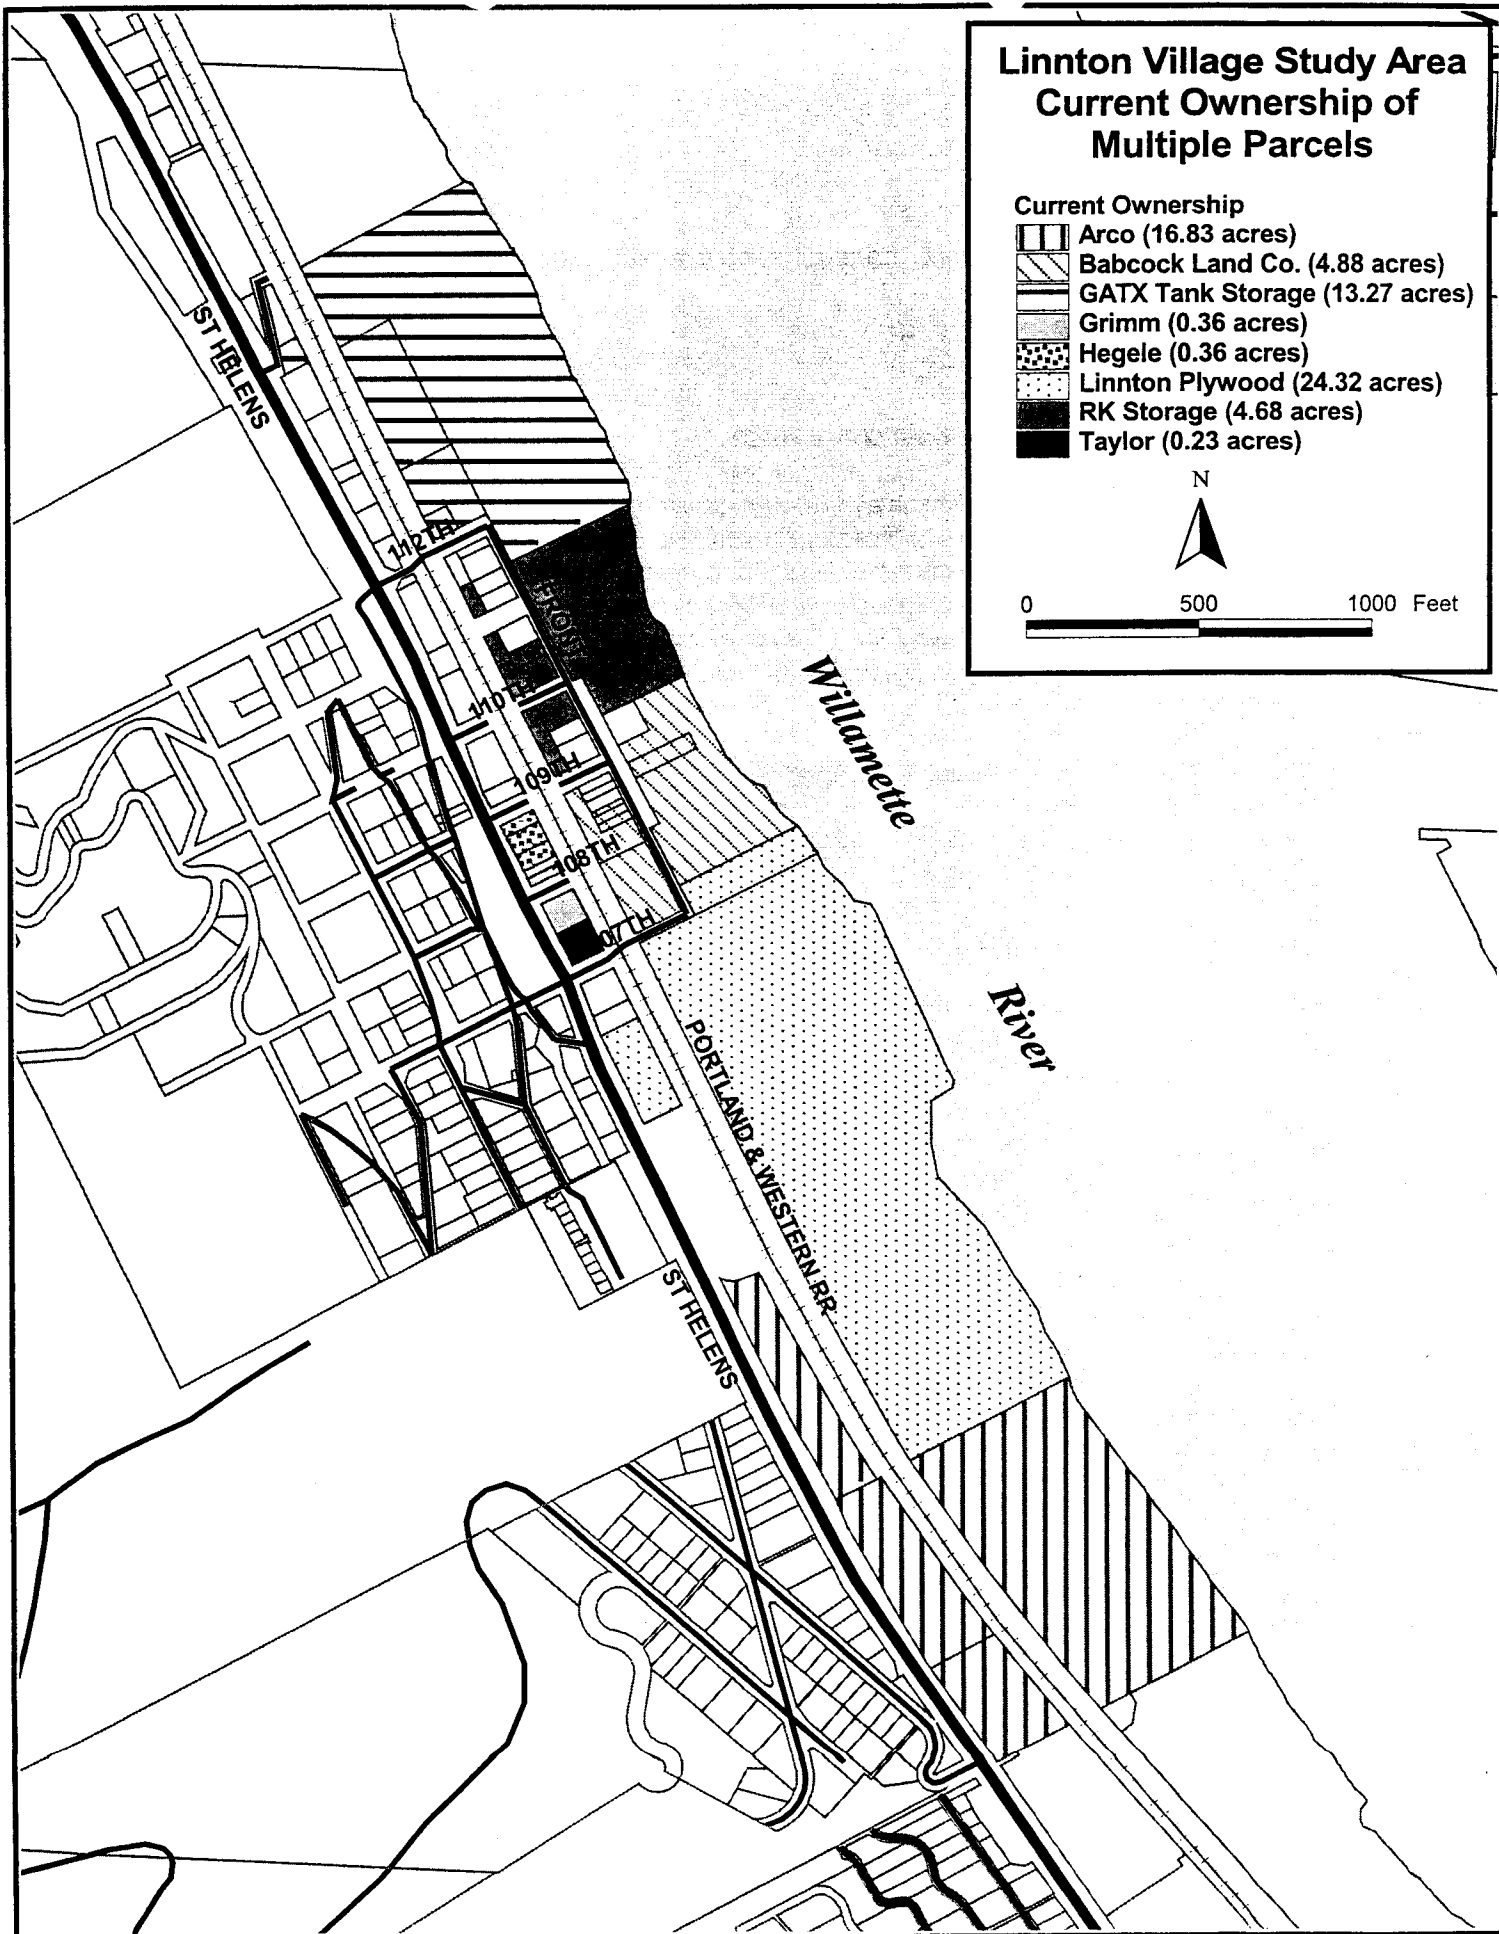 Linnton Village Study Area
Current Ownership of
Multiple Parcels
Current Ownership
Arco (16.83 acres)
Babcock Land Co. (4.88 acres)
GATX Tank Storage (13.27 acres)
Grimm (0.36 acres)
Hegele (0.36 acres)
Linnton Plywood (24.32 acres)
RK Storage (4.68 acres)
Taylor (0.23 acres)
N
0 500 1000 Feet
ST HELENS
112TH
FRONT
110TH
109TH
108TH
07TH
Willamette
River
PORTLAND & WESTERN RR
ST HELENS